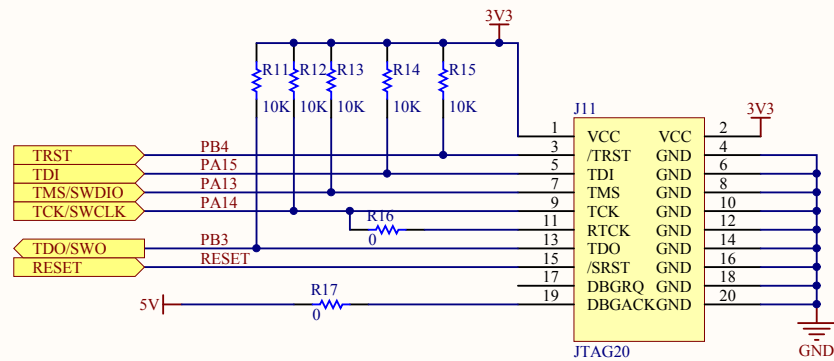 3V3
R11 R12 R13 R14 R15
10K 10K 10K 10K 10K
J11
3V3
1 VCC VCC 2
TRST PB4 3 /TRST GND 4
TDI PA15 5 TDI GND 6
TMS/SWDIO PA13 7 TMS GND 8
TCK/SWCLK PA14 9 TCK GND 10
R16
0
11 RTCK GND 12
TDO/SWO PB3 13 TDO GND 14
RESET RESET 15 /SRST GND 16
17 DBGRQ GND 18
R17
5V
0
19 DBGACK GND 20
JTAG20
GND